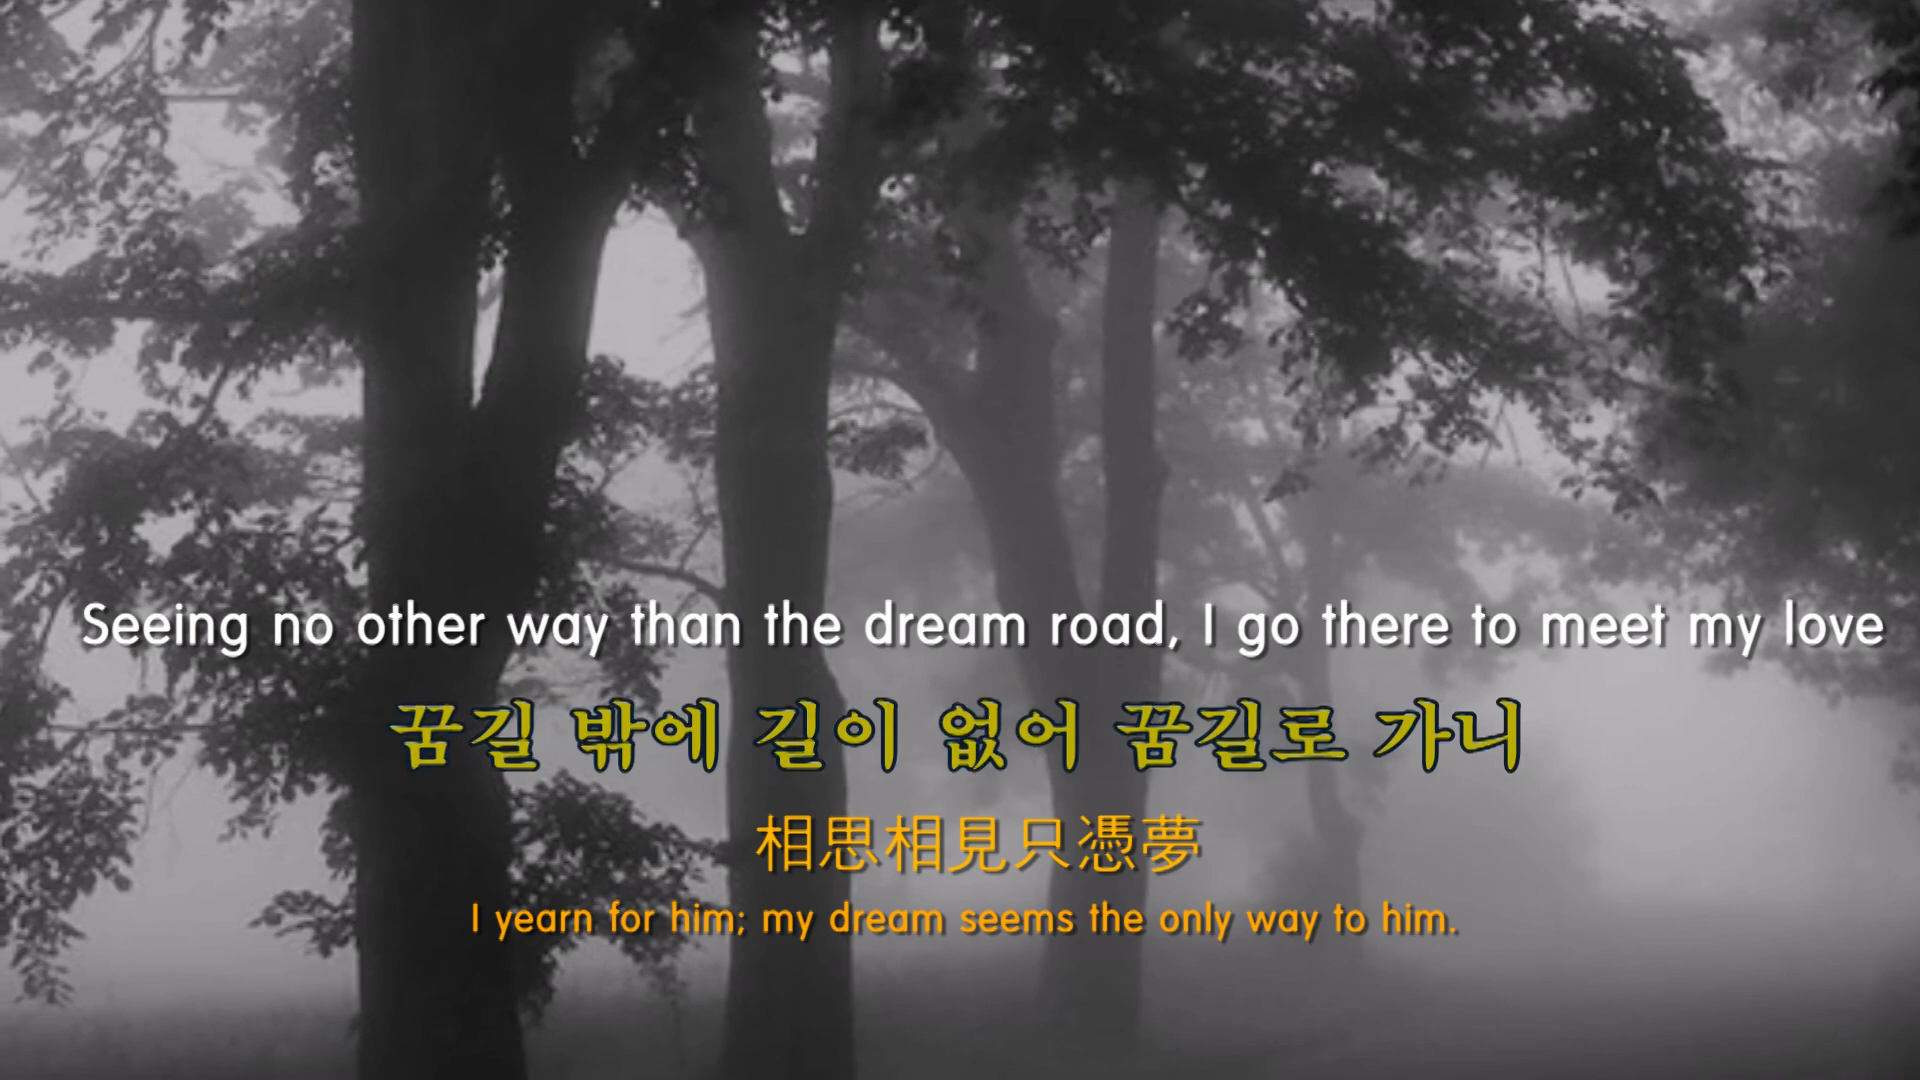 Seeing no other way than the dream road, I go there to meet my love
꿈길 밖에 길이 없어 꿈길로 가니
相思相見只憑夢
I yearn for him; my dream seems the only way to him.